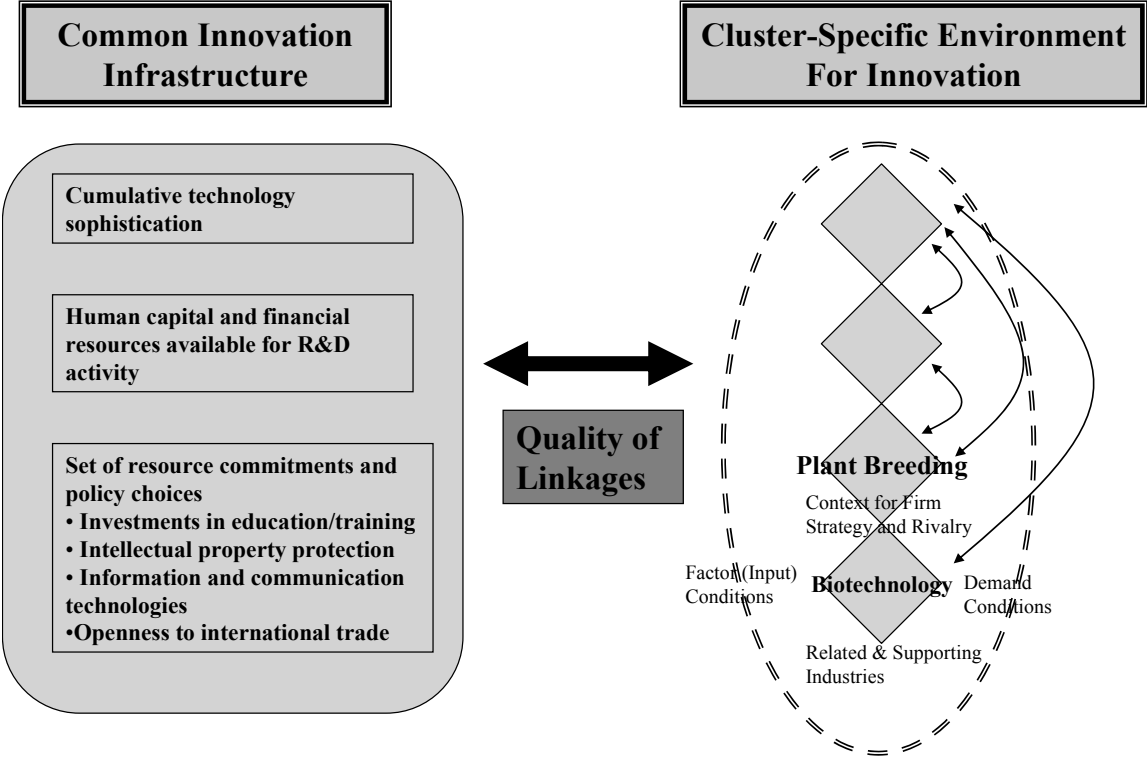 Common Innovation
Infrastructure
Cluster-Specific Environment
For Innovation
Cumulative technology
sophistication
Human capital and financial
resources available for R&D
activity
Set of resource commitments and
policy choices
• Investments in education/training
• Intellectual property protection
• Information and communication
technologies
•Openness to international trade
Quality of
Linkages
Plant Breeding
Context for Firm
Strategy and Rivalry
Factor (Input)
Conditions
Biotechnology
Demand
Conditions
Related & Supporting
Industries